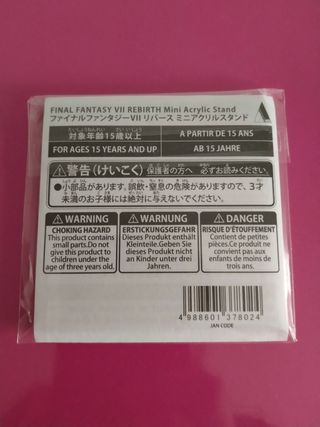 FINAL FANTASY VII REBIRTH Mini Acrylic Stand
ファイナルファンタジーVII リバース ミニアクリルスタンド
対象年齢15歳以上
A PARTIR DE 15 ANS
FOR AGES 15 YEARS AND UP
AB 15 JAHRE
警告(けいこく) 保護者の方へ 必ずお読みください。
●小部品があります。誤飲・窒息の危険がありますので、3才
未満のお子様には絶対に与えないでください。
WARNING
CHOKING HAZARD
This product contains
small parts.Do not
give this product to
children under the
age of three years old.
WARNUNG
ERSTICKUNGSGEFAHR
Dieses Produkt enthält
Kleinteile.Geben Sie
dieses Produkt nicht
an Kinder unter drei
Jahren.
DANGER
RISQUE D'ÉTOUFFEMENT
Contient de petites
pièces.Ce produit ne
convient pas aux
enfants de moins de
trois ans.
4 988601 378024
JAN CODE